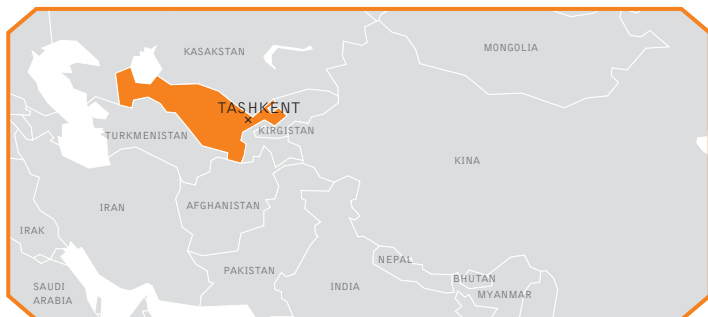 KASAKSTAN
MONGOLIA
TASHKENT
TURKMENISTAN
KIRGISTAN
KINA
IRAN
AFGHANISTAN
IRAK
NEPAL
PAKISTAN
BHUTAN
SAUDI
ARABIA
INDIA
MYANMAR